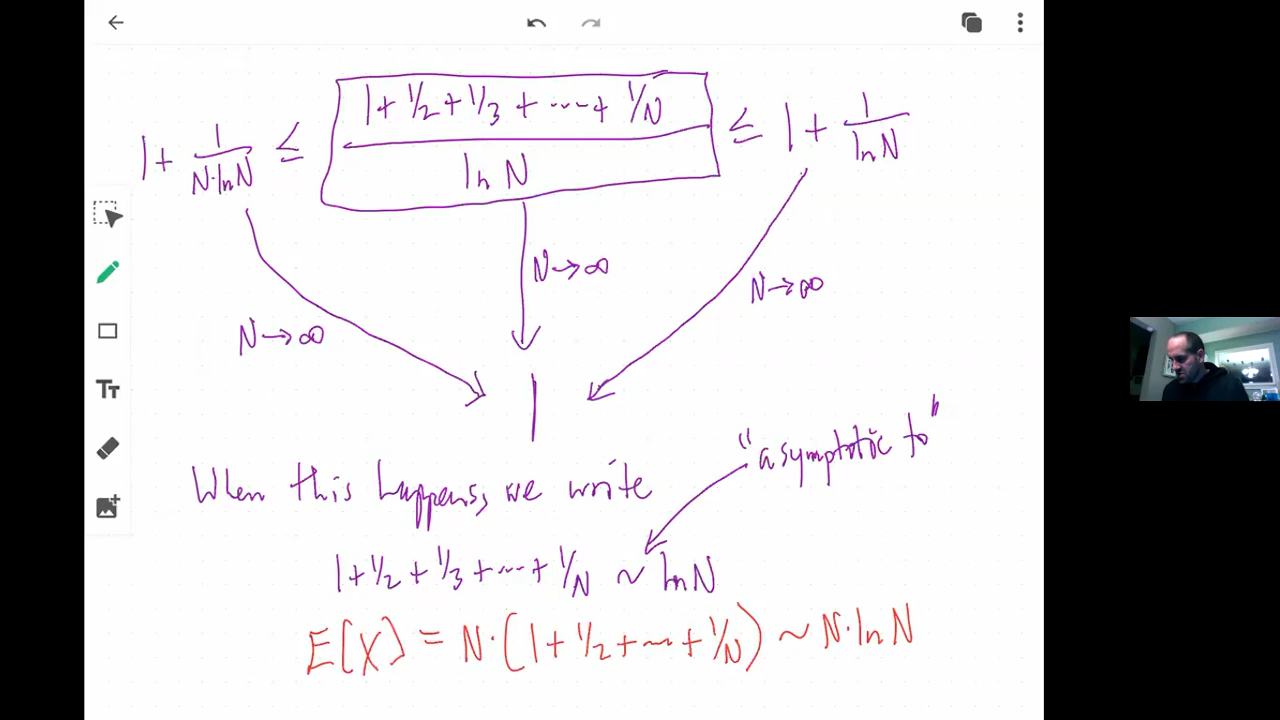 1 + 1/(N·ln N) ≤ (1 + 1/2 + 1/3 + ··· + 1/N)/(ln N) ≤ 1 + 1/(ln N)
N→∞
N→∞
N→∞
1
"asymptotic to"
When this happens, we write
1 + 1/2 + 1/3 + ··· + 1/N ~ ln N
E[X] = N·(1 + 1/2 + ··· + 1/N) ~ N·ln N
Tт